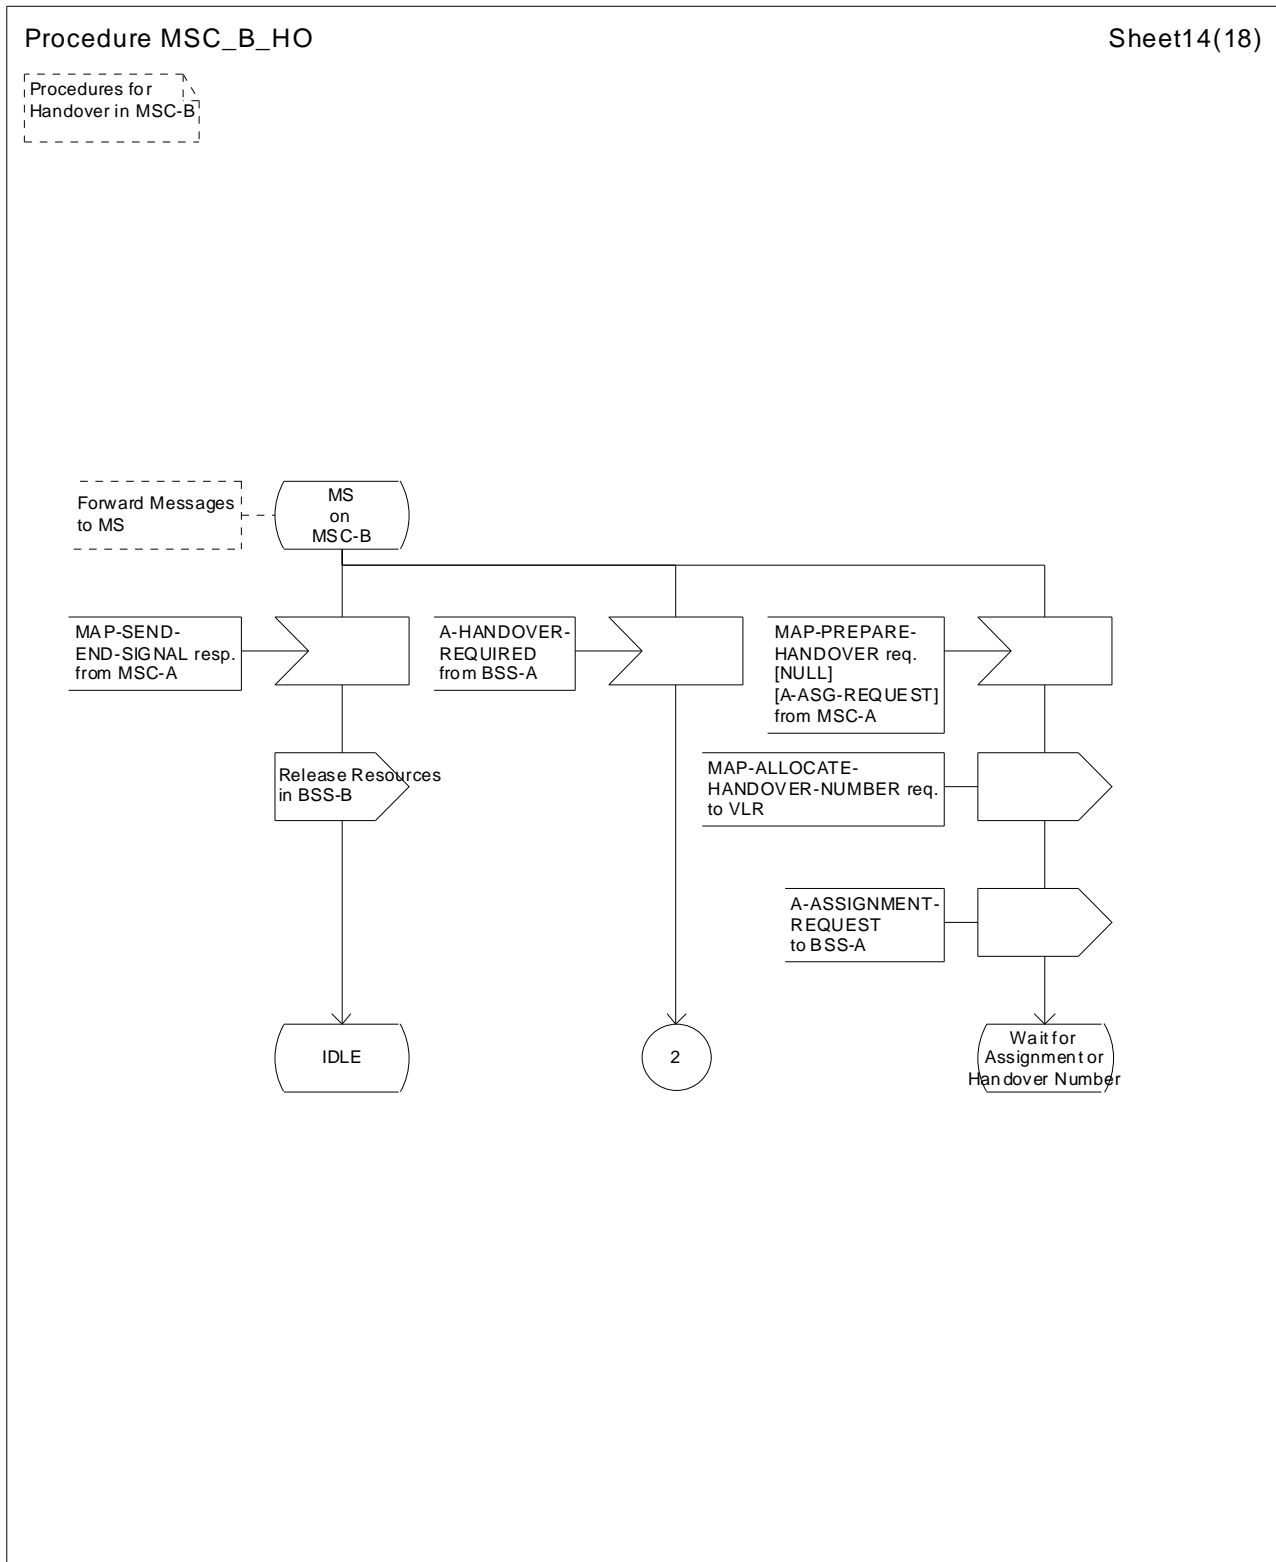 Procedure MSC_B_HO
Sheet14(18)
Procedures for
Handover in MSC-B
Forward Messages
to MS
MS
on
MSC-B
MAP-SEND-
END-SIGNAL resp.
from MSC-A
A-HANDOVER-
REQUIRED
from BSS-A
MAP-PREPARE-
HANDOVER req.
[NULL]
[A-ASG-REQUEST]
from MSC-A
Release Resources
in BSS-B
MAP-ALLOCATE-
HANDOVER-NUMBER req.
to VLR
A-ASSIGNMENT-
REQUEST
to BSS-A
IDLE
2
Wait for
Assignment or
Handover Number